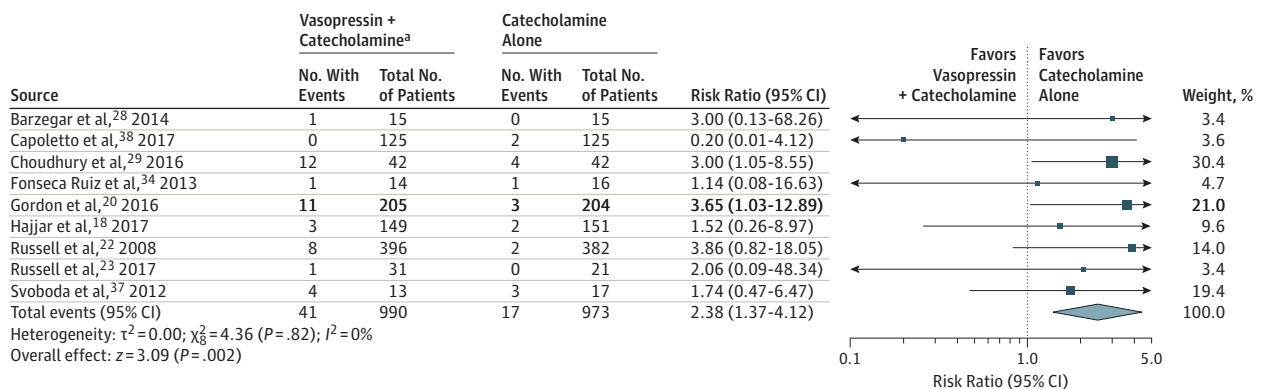 Vasopressin + Catecholamineᵃ
Catecholamine Alone
Favors Vasopressin + Catecholamine
Favors Catecholamine Alone
Source No. With Events Total No. of Patients No. With Events Total No. of Patients Risk Ratio (95% CI) Weight, %
Barzegar et al,²⁸ 2014 1 15 0 15 3.00 (0.13-68.26) 3.4
Capoletto et al,³⁸ 2017 0 125 2 125 0.20 (0.01-4.12) 3.6
Choudhury et al,²⁹ 2016 12 42 4 42 3.00 (1.05-8.55) 30.4
Fonseca Ruiz et al,³⁴ 2013 1 14 1 16 1.14 (0.08-16.63) 4.7
Gordon et al,²⁰ 2016 11 205 3 204 3.65 (1.03-12.89) 21.0
Hajjar et al,¹⁸ 2017 3 149 2 151 1.52 (0.26-8.97) 9.6
Russell et al,²² 2008 8 396 2 382 3.86 (0.82-18.05) 14.0
Russell et al,²³ 2017 1 31 0 21 2.06 (0.09-48.34) 3.4
Svoboda et al,³⁷ 2012 4 13 3 17 1.74 (0.47-6.47) 19.4
Total events (95% CI) 41 990 17 973 2.38 (1.37-4.12) 100.0
Heterogeneity: τ²=0.00; χ²₈=4.36 (P=.82); I²=0%
Overall effect: z=3.09 (P=.002)
0.1 1.0 5.0
Risk Ratio (95% CI)